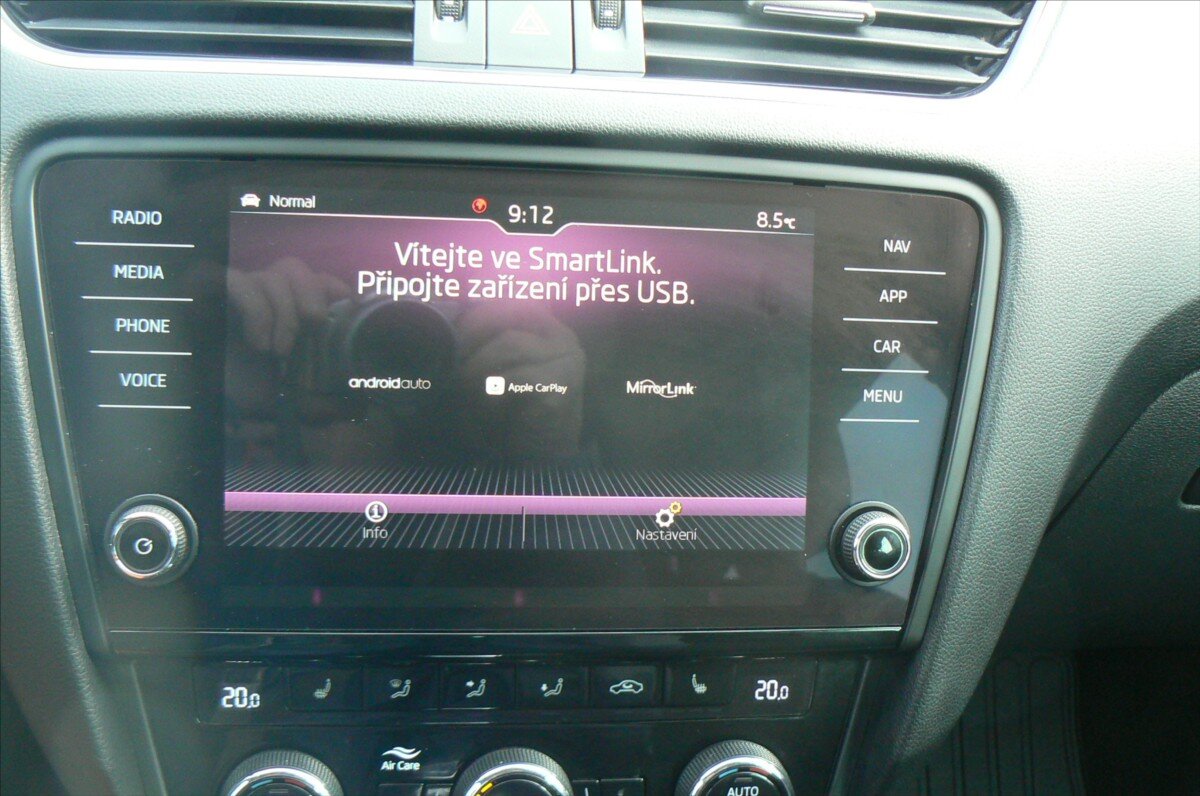 Normal
9:12
8.5°C
Vítejte ve SmartLink.
Připojte zařízení přes USB.
androidauto
Apple CarPlay
MirrorLink
Info
Nastavení
RADIO
MEDIA
PHONE
VOICE
NAV
APP
CAR
MENU
20.0
20.0
Air Care
AUTO